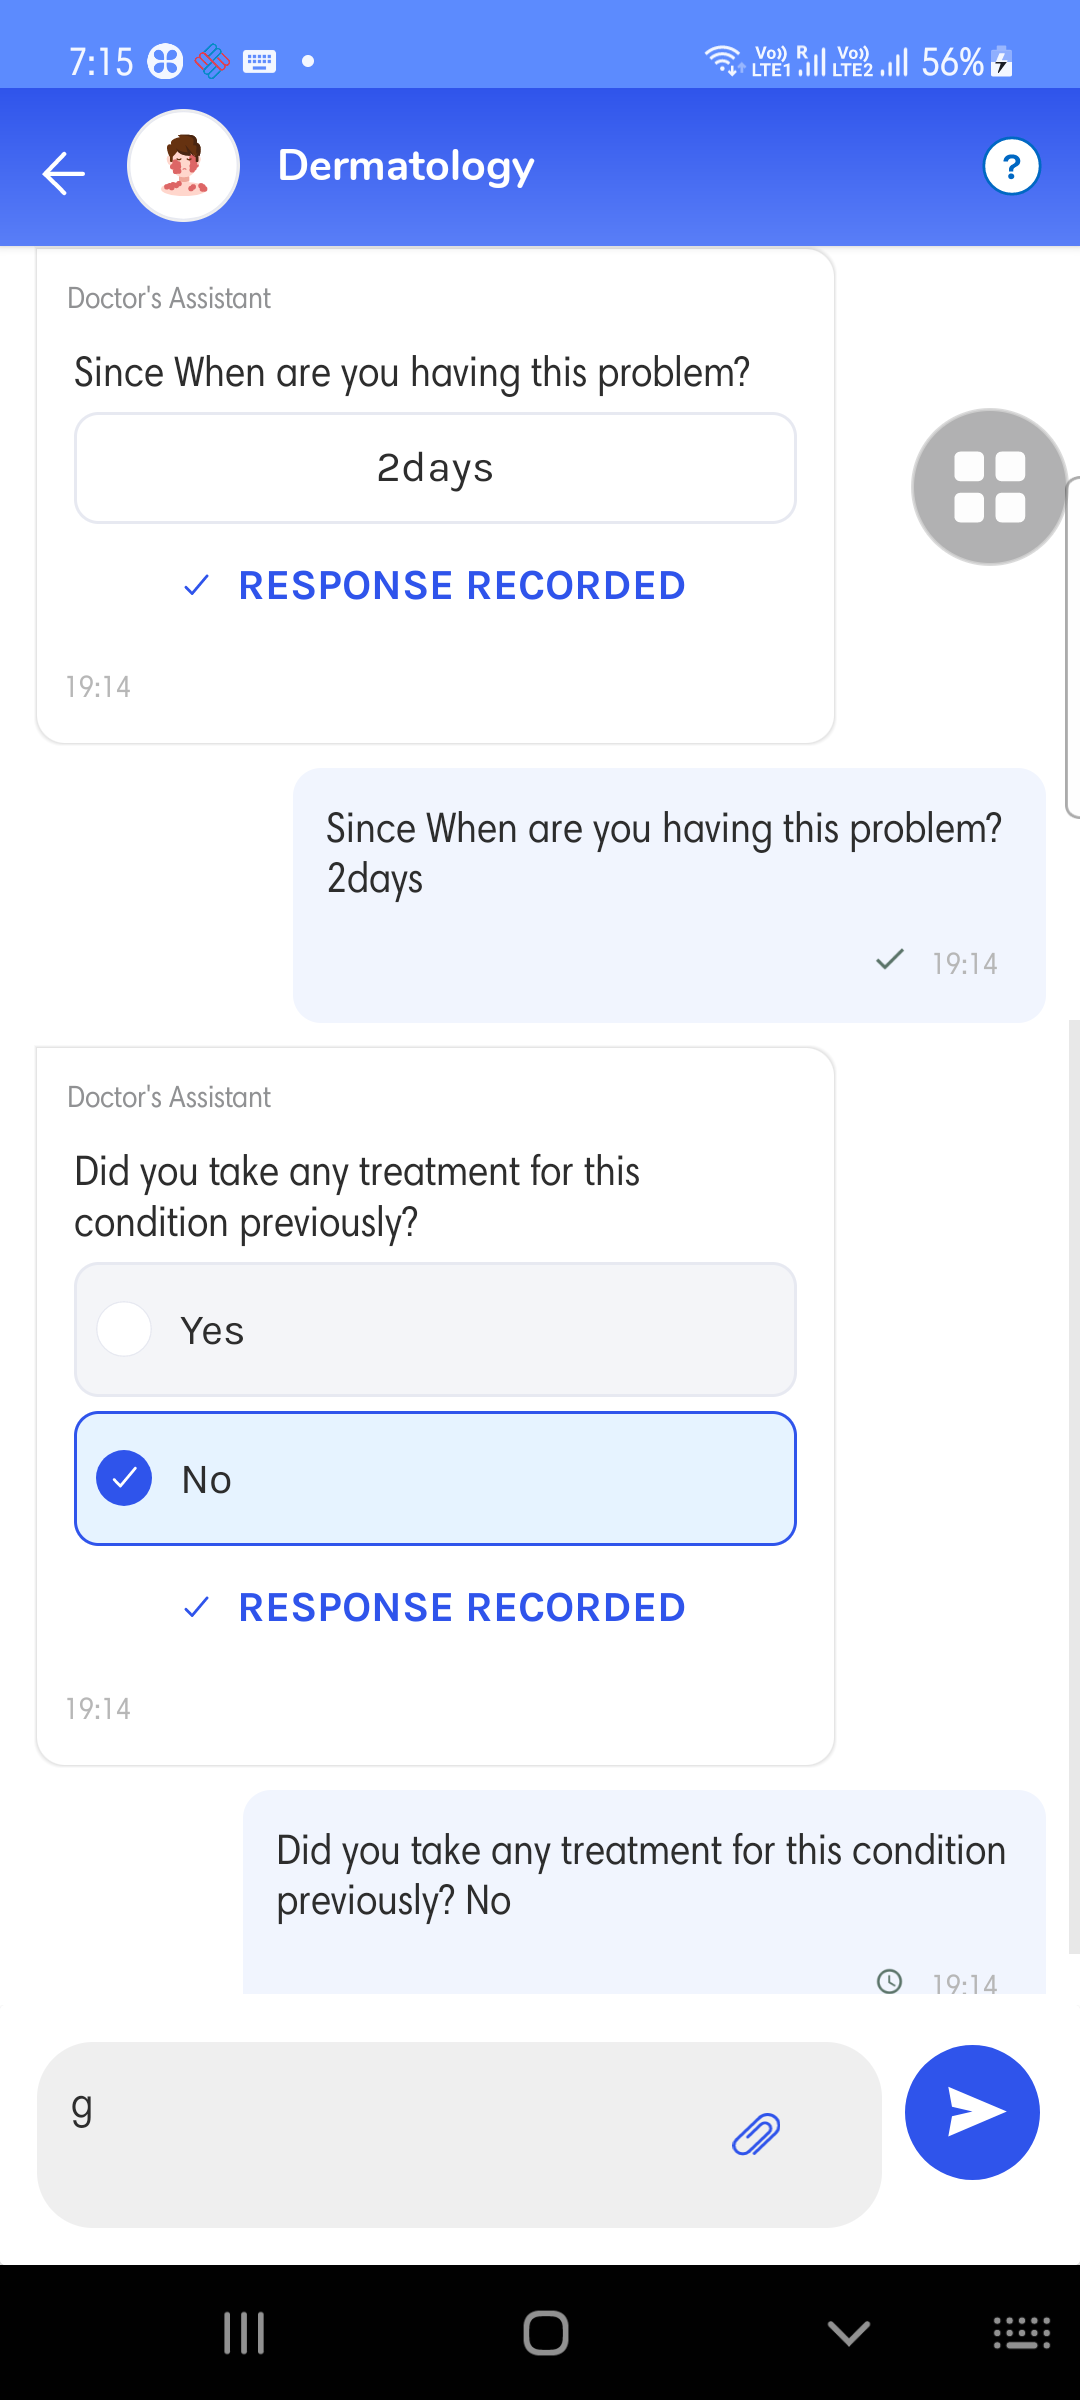 7:15
Vo)) R Vo))
LTE1 LTE2 56%
Dermatology
?
Doctor's Assistant
Since When are you having this problem?
2days
RESPONSE RECORDED
19:14
Since When are you having this problem?
2days
19:14
Doctor's Assistant
Did you take any treatment for this
condition previously?
Yes
No
RESPONSE RECORDED
19:14
Did you take any treatment for this condition
previously? No
19:14
g